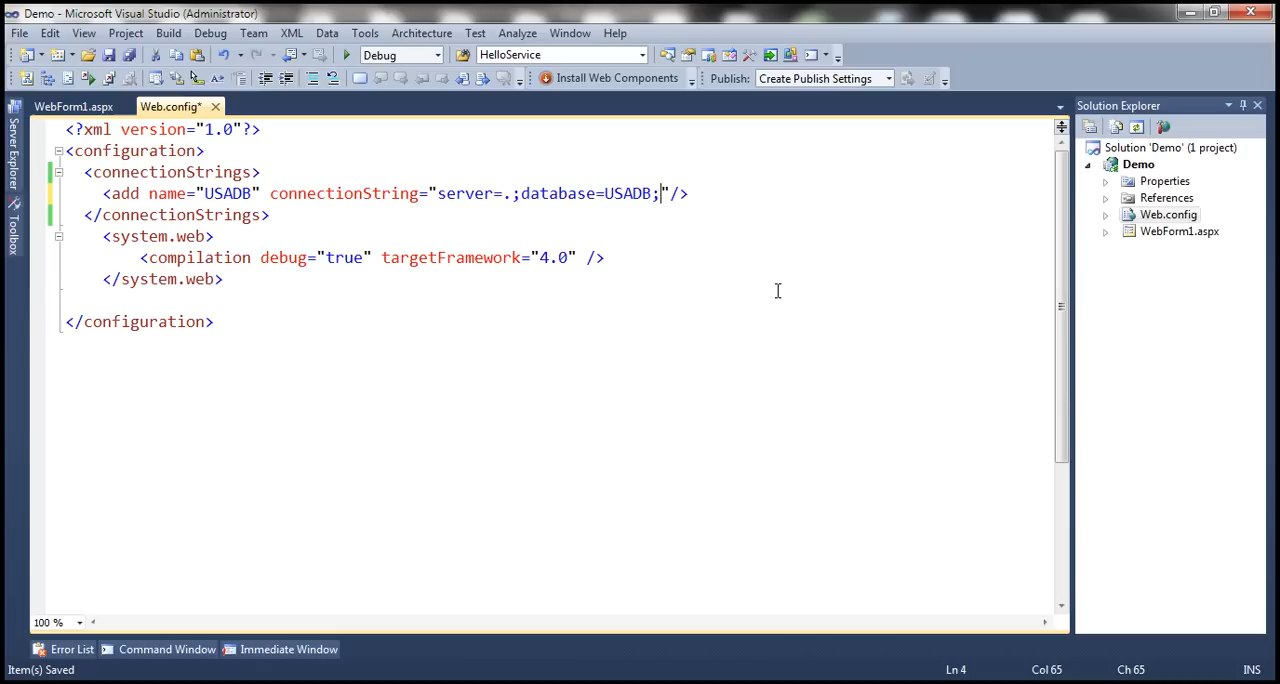 Demo - Microsoft Visual Studio (Administrator)
File Edit View Project Build Debug Team XML Data Tools Architecture Test Analyze Window Help
Debug HelloService
Install Web Components Publish: Create Publish Settings
WebForm1.aspx Web.config* Solution Explorer
Server Explorer
Toolbox
<?xml version="1.0"?>
<configuration>
<connectionStrings>
<add name="USADB" connectionString="server=.;database=USADB;"/>
</connectionStrings>
<system.web>
<compilation debug="true" targetFramework="4.0" />
</system.web>
</configuration>
Solution 'Demo' (1 project)
Demo
Properties
References
Web.config
WebForm1.aspx
100 %
Error List Command Window Immediate Window
Item(s) Saved Ln 4 Col 65 Ch 65 INS